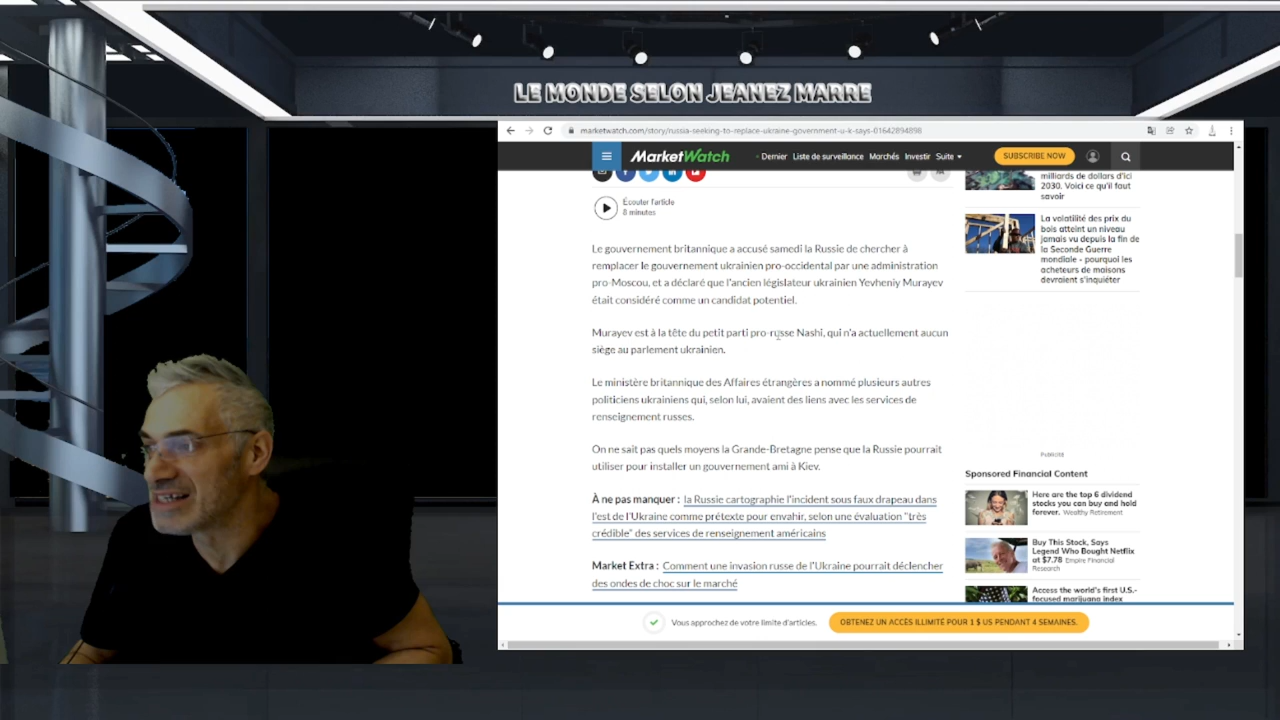 LE MONDE SELON JEANEZ MARRE
marketwatch.com/story/russia-seeking-to-replace-ukraine-government-u-k-says-01642894898
MarketWatch
Dernier Liste de surveillance Marchés Investir Suite
SUBSCRIBE NOW
Écouter l'article
8 minutes
Le gouvernement britannique a accusé samedi la Russie de chercher à
remplacer le gouvernement ukrainien pro-occidental par une administration
pro-Moscou, et a déclaré que l'ancien législateur ukrainien Yevheniy Murayev
était considéré comme un candidat potentiel.
Murayev est à la tête du petit parti pro-russe Nashi, qui n'a actuellement aucun
siège au parlement ukrainien.
Le ministère britannique des Affaires étrangères a nommé plusieurs autres
politiciens ukrainiens qui, selon lui, avaient des liens avec les services de
renseignement russes.
On ne sait pas quels moyens la Grande-Bretagne pense que la Russie pourrait
utiliser pour installer un gouvernement ami à Kiev.
À ne pas manquer : la Russie cartographie l'incident sous faux drapeau dans
l'est de l'Ukraine comme prétexte pour envahir, selon une évaluation "très
crédible" des services de renseignement américains
Market Extra : Comment une invasion russe de l'Ukraine pourrait déclencher
des ondes de choc sur le marché
milliards de dollars d'ici
2030. Voici ce qu'il faut
savoir
La volatilité des prix du
bois atteint un niveau
jamais vu depuis la fin de
la Seconde Guerre
mondiale - pourquoi les
acheteurs de maisons
devraient s'inquiéter
Publicité
Sponsored Financial Content
Here are the top 6 dividend
stocks you can buy and hold
forever. Wealthy Retirement
Buy This Stock, Says
Legend Who Bought Netflix
at $7.78 Empire Financial
Research
Access the world's first U.S.-
focused marijuana index
Vous approchez de votre limite d'articles.
OBTENEZ UN ACCÈS ILLIMITÉ POUR 1 $ US PENDANT 4 SEMAINES.